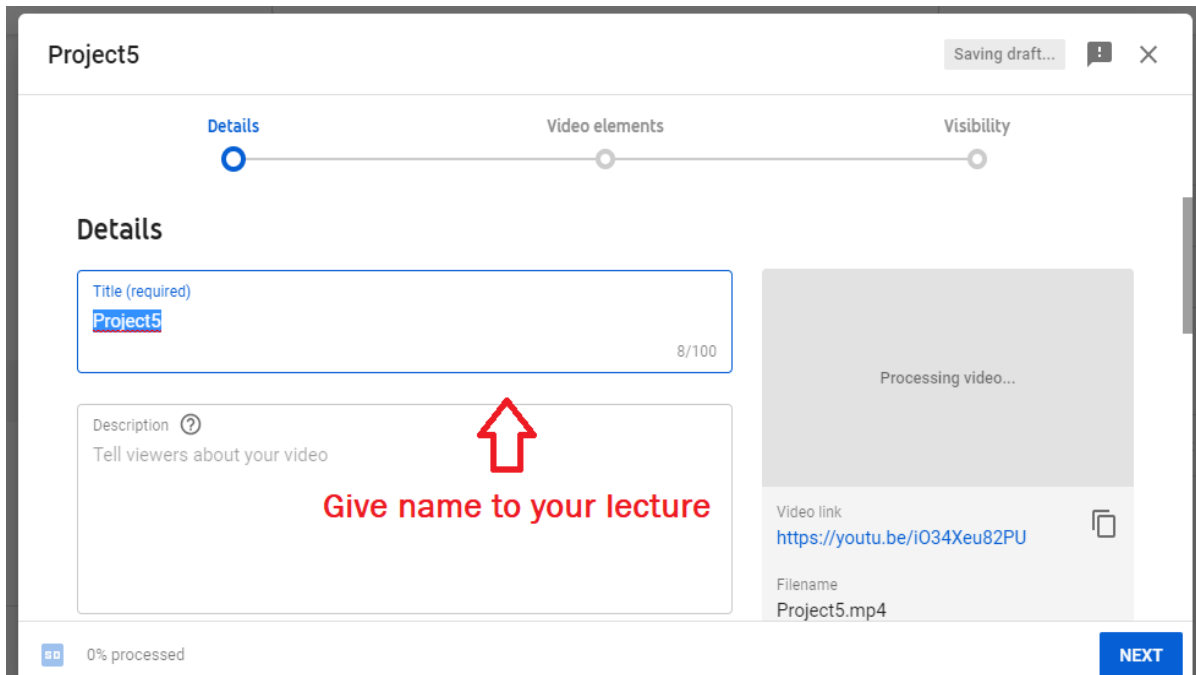 Project5
Saving draft...
Details
Video elements
Visibility
Details
Title (required)
Project5
8/100
Description
Tell viewers about your video
Give name to your lecture
Processing video...
Video link
https://youtu.be/iO34Xeu82PU
Filename
Project5.mp4
SD
0% processed
NEXT